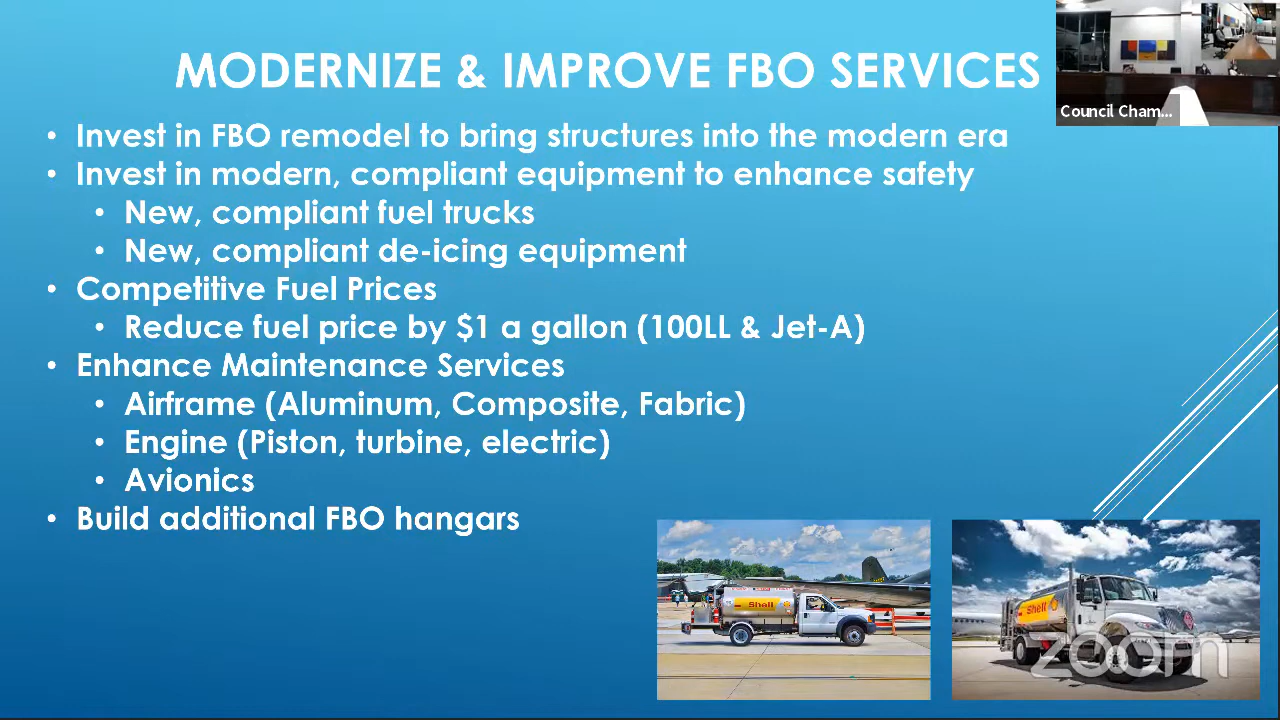 MODERNIZE & IMPROVE FBO SERVICES
Council Cham...
• Invest in FBO remodel to bring structures into the modern era
• Invest in modern, compliant equipment to enhance safety
• New, compliant fuel trucks
• New, compliant de-icing equipment
• Competitive Fuel Prices
• Reduce fuel price by $1 a gallon (100LL & Jet-A)
• Enhance Maintenance Services
• Airframe (Aluminum, Composite, Fabric)
• Engine (Piston, turbine, electric)
• Avionics
• Build additional FBO hangars
Shell
Shell
zoom